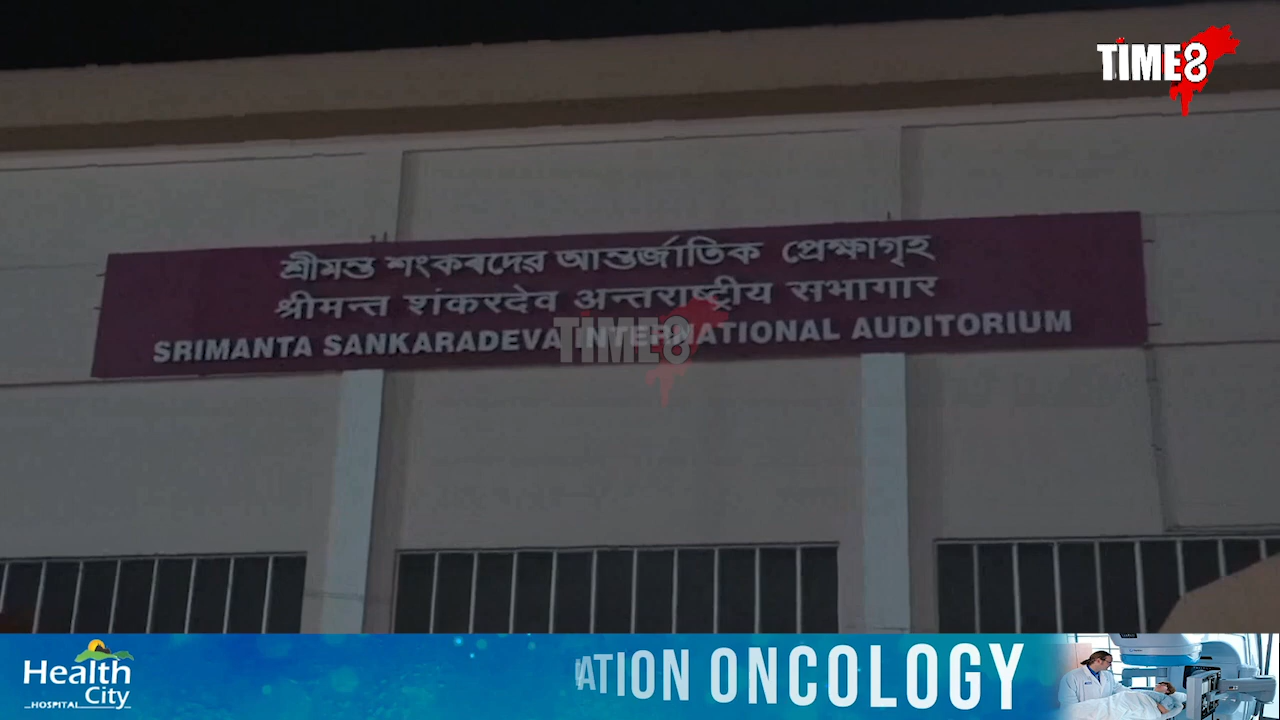 TIME8
শ্ৰীমন্ত শংকৰদেৱ আন্তৰ্জাতিক প্ৰেক্ষাগৃহ
श्रीमन्त शंकरदेव अन्तराष्ट्रीय सभागार
SRIMANTA SANKARADEVA INTERNATIONAL AUDITORIUM
TIME8
Health City
HOSPITAL
ATION ONCOLOGY